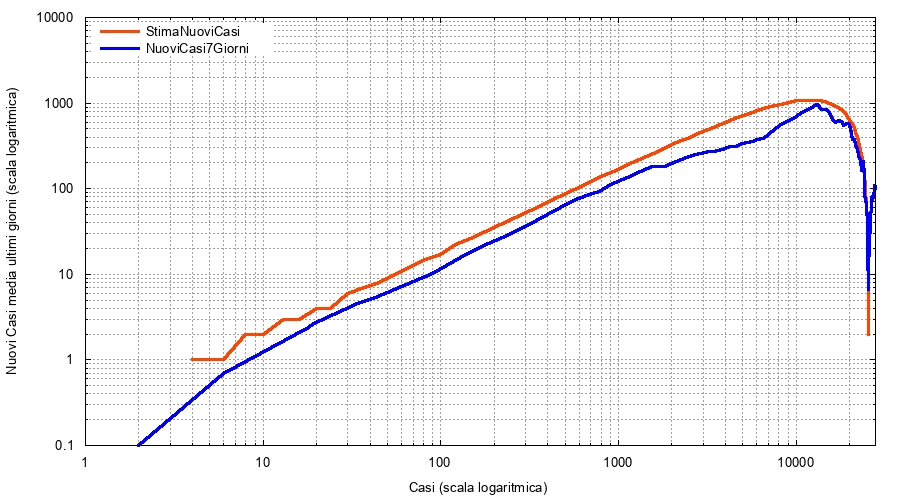 10000
1000
100
10
1
0.1
StimaNuoviCasi
NuoviCasi7Giorni
Nuovi Casi media ultimi giorni (scala logaritmica)
1 10 100 1000 10000
Casi (scala logaritmica)